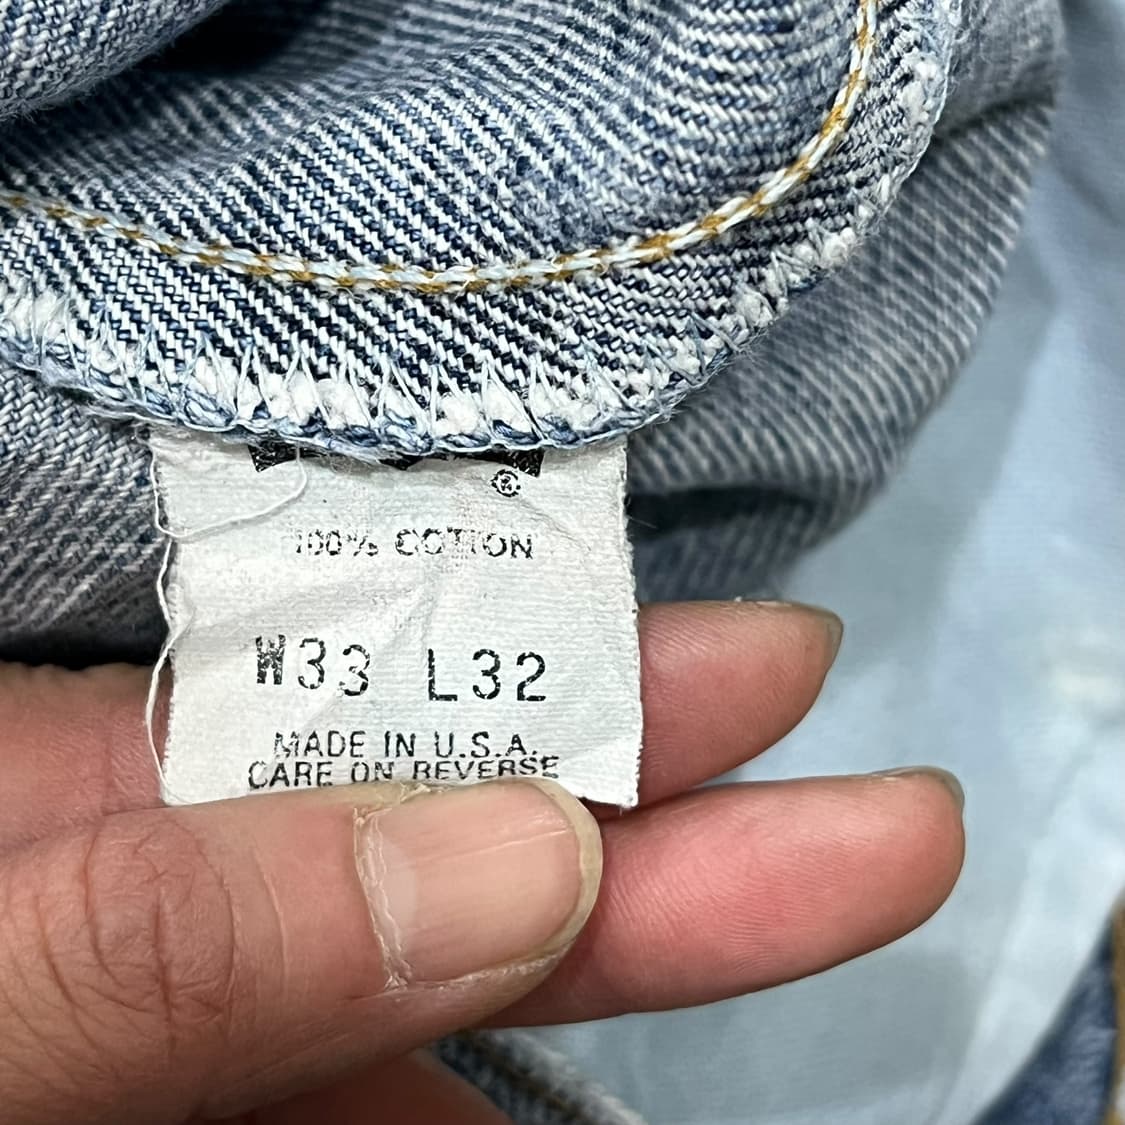 ®
100% COTTON
W33 L32
MADE IN U.S.A.
CARE ON REVERSE